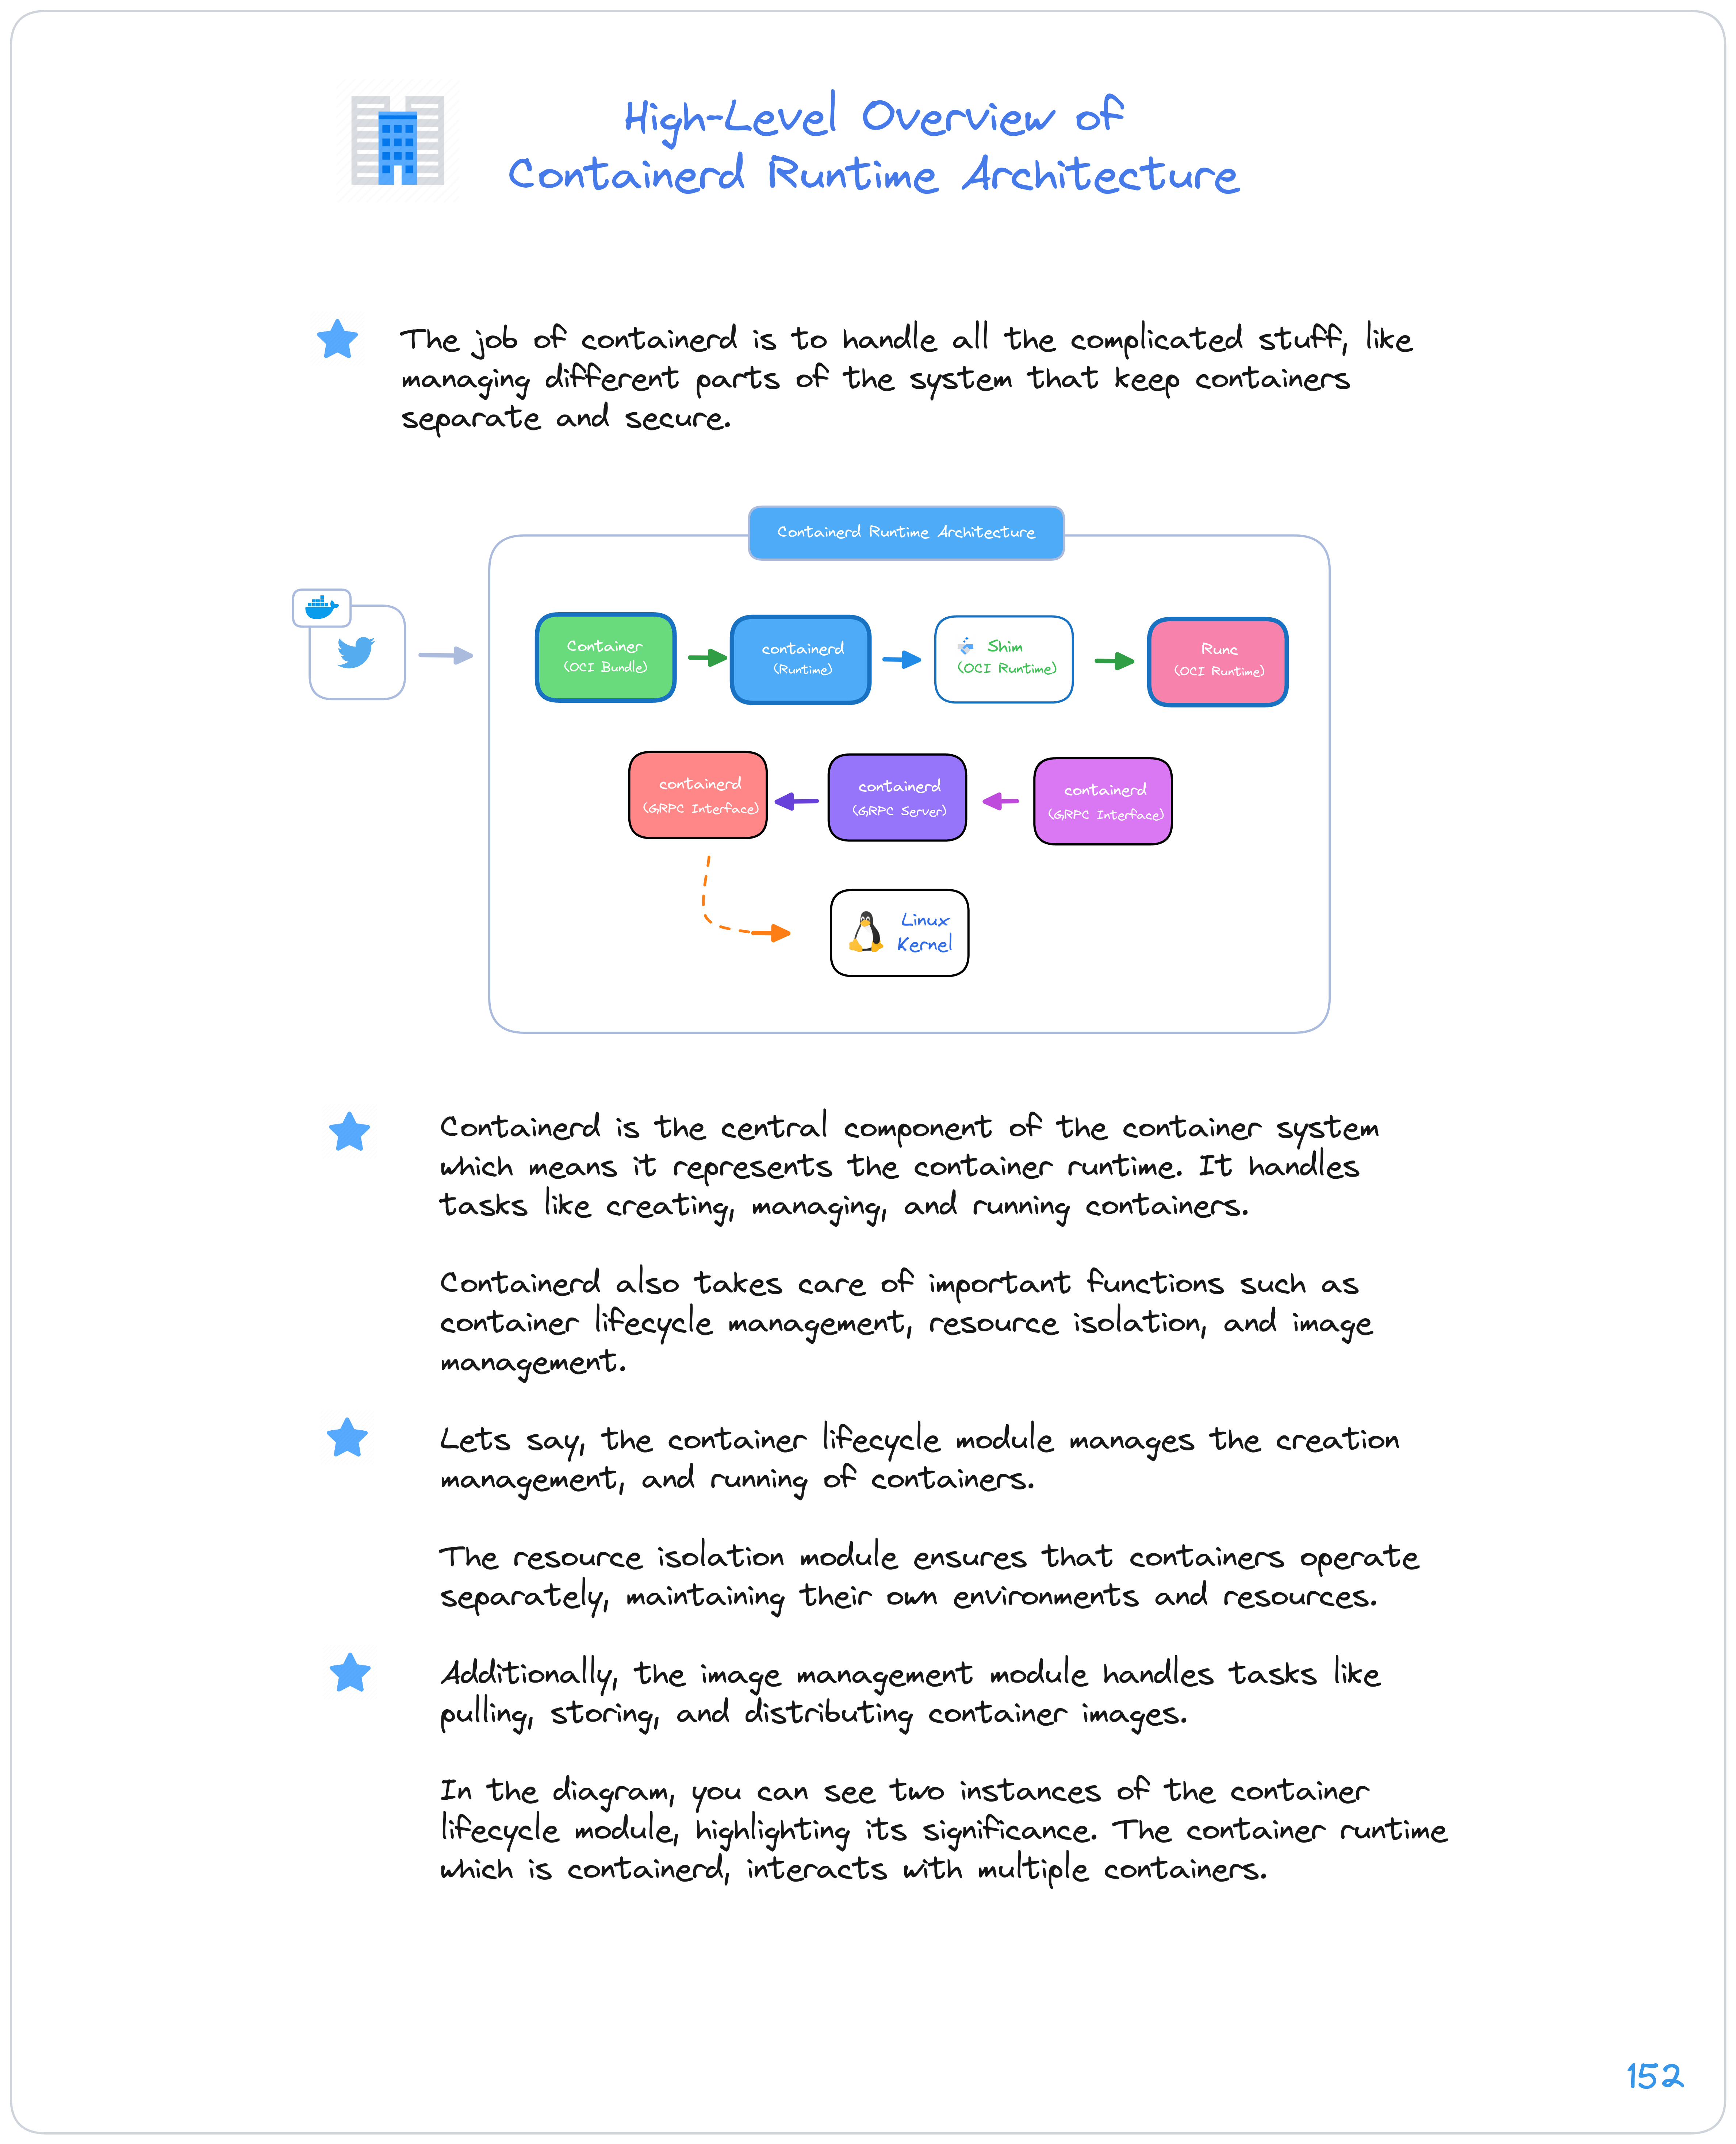 High-Level Overview of
Containerd Runtime Architecture
The job of containerd is to handle all the complicated stuff, like
managing different parts of the system that keep containers
separate and secure.
Containerd Runtime Architecture
Container
(OCI Bundle)
containerd
(Runtime)
Shim
(OCI Runtime)
Runc
(OCI Runtime)
containerd
(GRPC Interface)
containerd
(GRPC Server)
containerd
(GRPC Interface)
Linux
Kernel
Containerd is the central component of the container system
which means it represents the container runtime. It handles
tasks like creating, managing, and running containers.
Containerd also takes care of important functions such as
container lifecycle management, resource isolation, and image
management.
Lets say, the container lifecycle module manages the creation
management, and running of containers.
The resource isolation module ensures that containers operate
separately, maintaining their own environments and resources.
Additionally, the image management module handles tasks like
pulling, storing, and distributing container images.
In the diagram, you can see two instances of the container
lifecycle module, highlighting its significance. The container runtime
which is containerd, interacts with multiple containers.
152